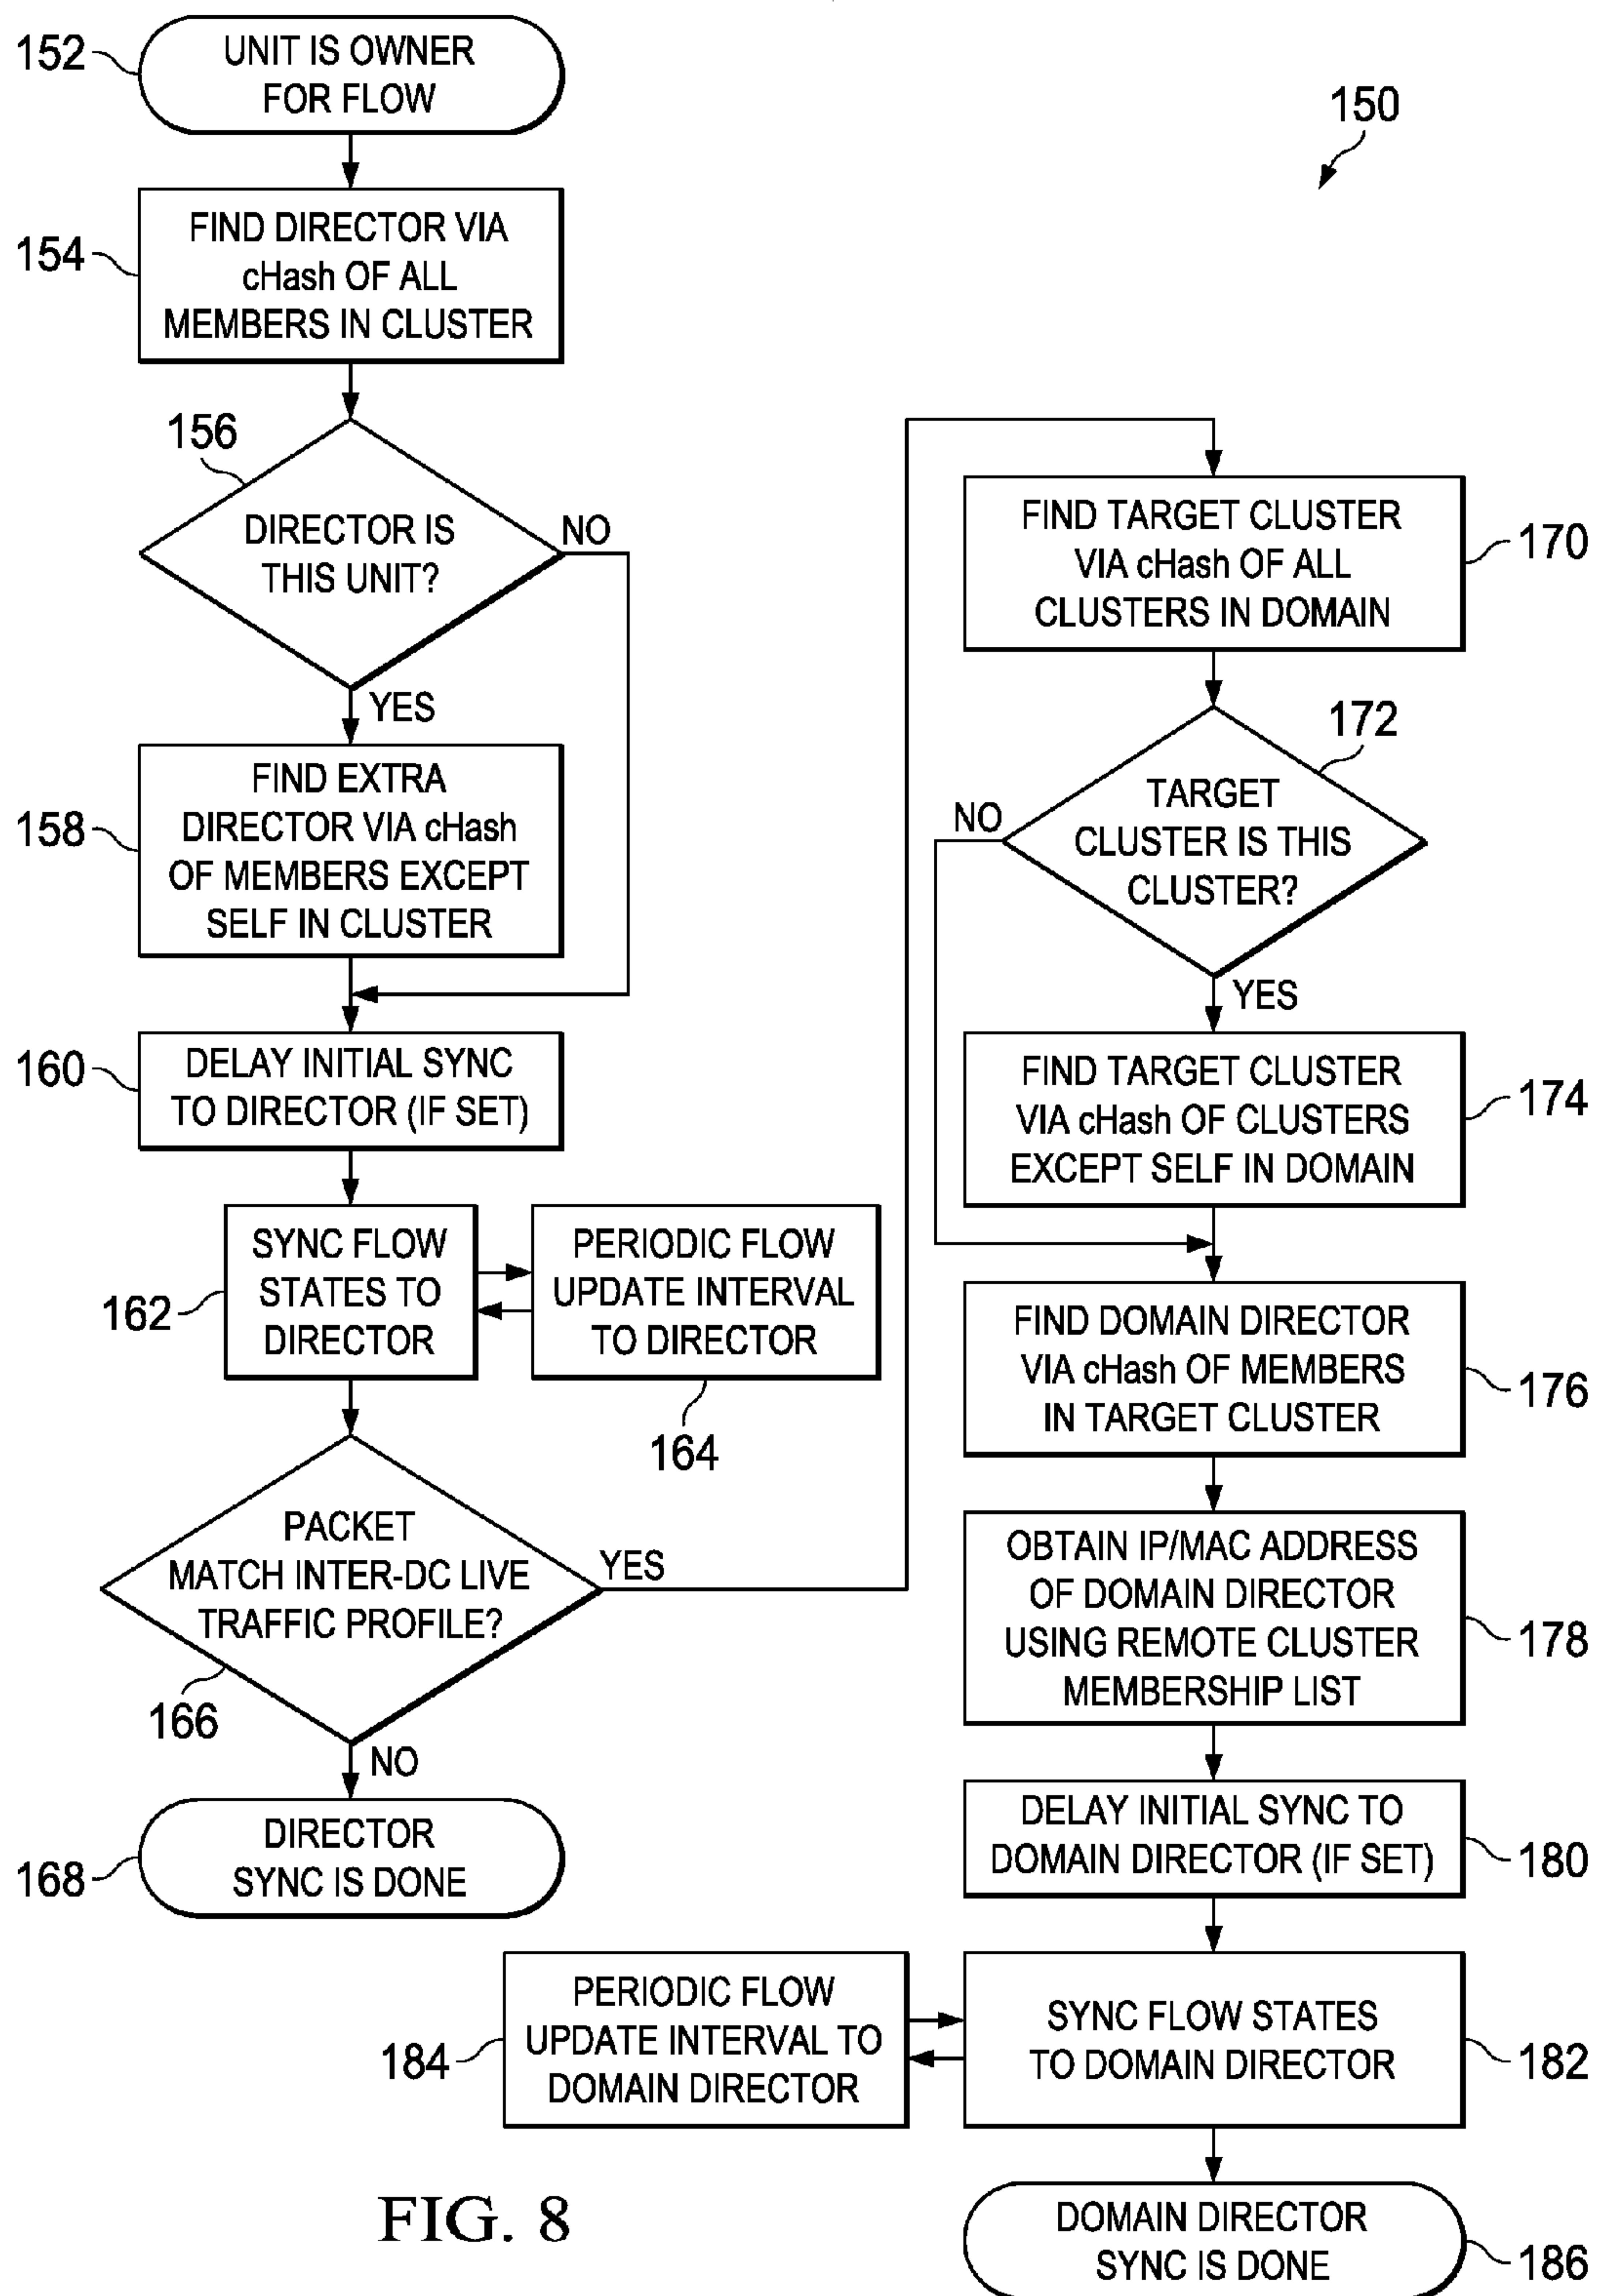 152
UNIT IS OWNER
FOR FLOW
150
154
FIND DIRECTOR VIA
cHash OF ALL
MEMBERS IN CLUSTER
156
DIRECTOR IS
THIS UNIT?
NO
YES
158
FIND EXTRA
DIRECTOR VIA cHash
OF MEMBERS EXCEPT
SELF IN CLUSTER
160
DELAY INITIAL SYNC
TO DIRECTOR (IF SET)
162
SYNC FLOW
STATES TO
DIRECTOR
PERIODIC FLOW
UPDATE INTERVAL
TO DIRECTOR
164
PACKET
MATCH INTER-DC LIVE
TRAFFIC PROFILE?
YES
166
NO
168
DIRECTOR
SYNC IS DONE
FIND TARGET CLUSTER
VIA cHash OF ALL
CLUSTERS IN DOMAIN
170
172
TARGET
CLUSTER IS THIS
CLUSTER?
NO
YES
FIND TARGET CLUSTER
VIA cHash OF CLUSTERS
EXCEPT SELF IN DOMAIN
174
FIND DOMAIN DIRECTOR
VIA cHash OF MEMBERS
IN TARGET CLUSTER
176
OBTAIN IP/MAC ADDRESS
OF DOMAIN DIRECTOR
USING REMOTE CLUSTER
MEMBERSHIP LIST
178
DELAY INITIAL SYNC TO
DOMAIN DIRECTOR (IF SET)
180
184
PERIODIC FLOW
UPDATE INTERVAL TO
DOMAIN DIRECTOR
SYNC FLOW STATES
TO DOMAIN DIRECTOR
182
DOMAIN DIRECTOR
SYNC IS DONE
186
FIG. 8